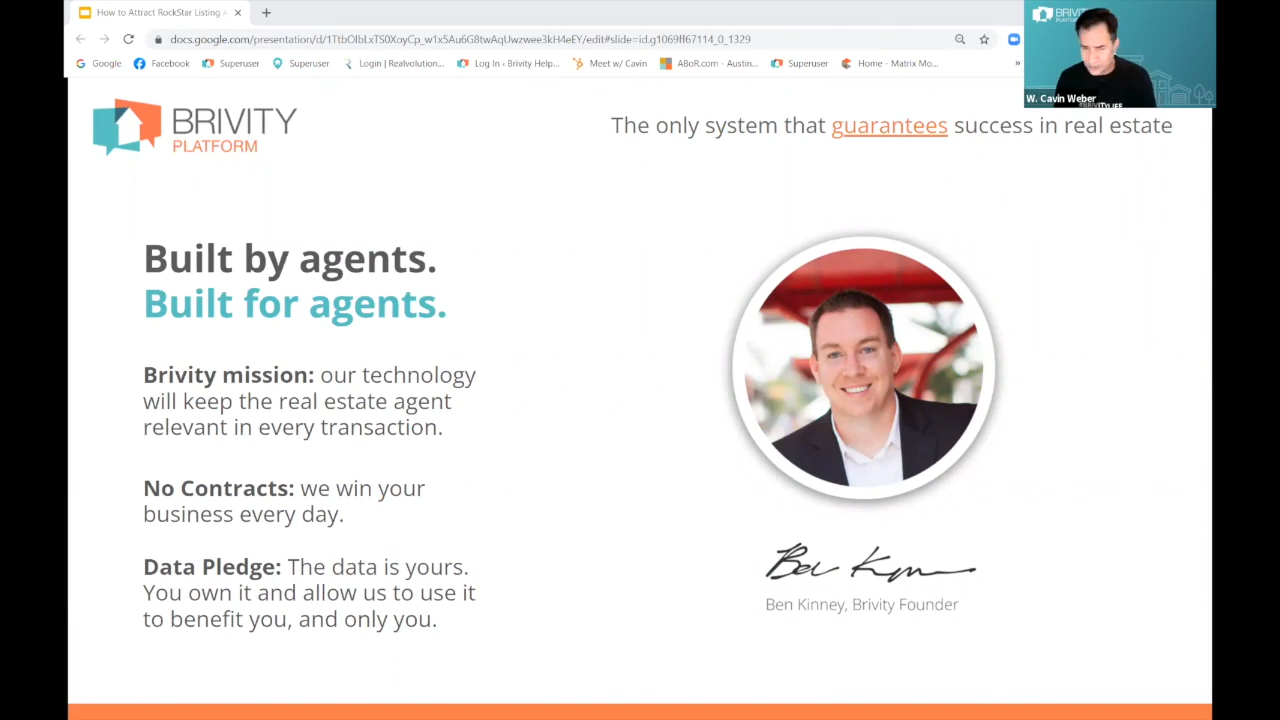 How to Attract RockStar Listing A
docs.google.com/presentation/d/1TtbOlbLxTS0XoyCp_w1x5Au6G8twAqUwzwee3kH4eEY/edit#slide=id.g1069ff67114_0_1329
Google
Facebook
Superuser
Superuser
Login | Realvolution...
Log In ‹ Brivity Help...
Meet w/ Cavin
ABoR.com - Austin...
Superuser
Home - Matrix Mo...
»
W. Cavin Weber
BRIVITY
PLATFORM
The only system that guarantees success in real estate
Built by agents.
Built for agents.
Brivity mission: our technology
will keep the real estate agent
relevant in every transaction.
No Contracts: we win your
business every day.
Data Pledge: The data is yours.
You own it and allow us to use it
to benefit you, and only you.
Ben Kinney, Brivity Founder